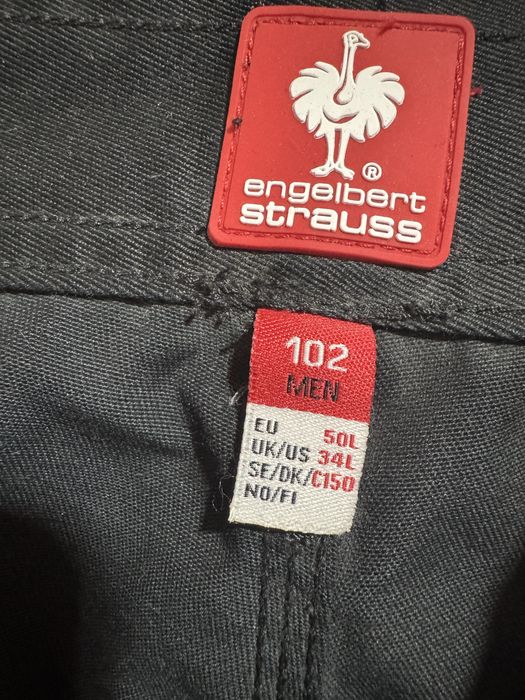 ®
engelbert
strauss
102
MEN
EU 50L
UK/US 34L
SE/DK/ C150
NO/FI